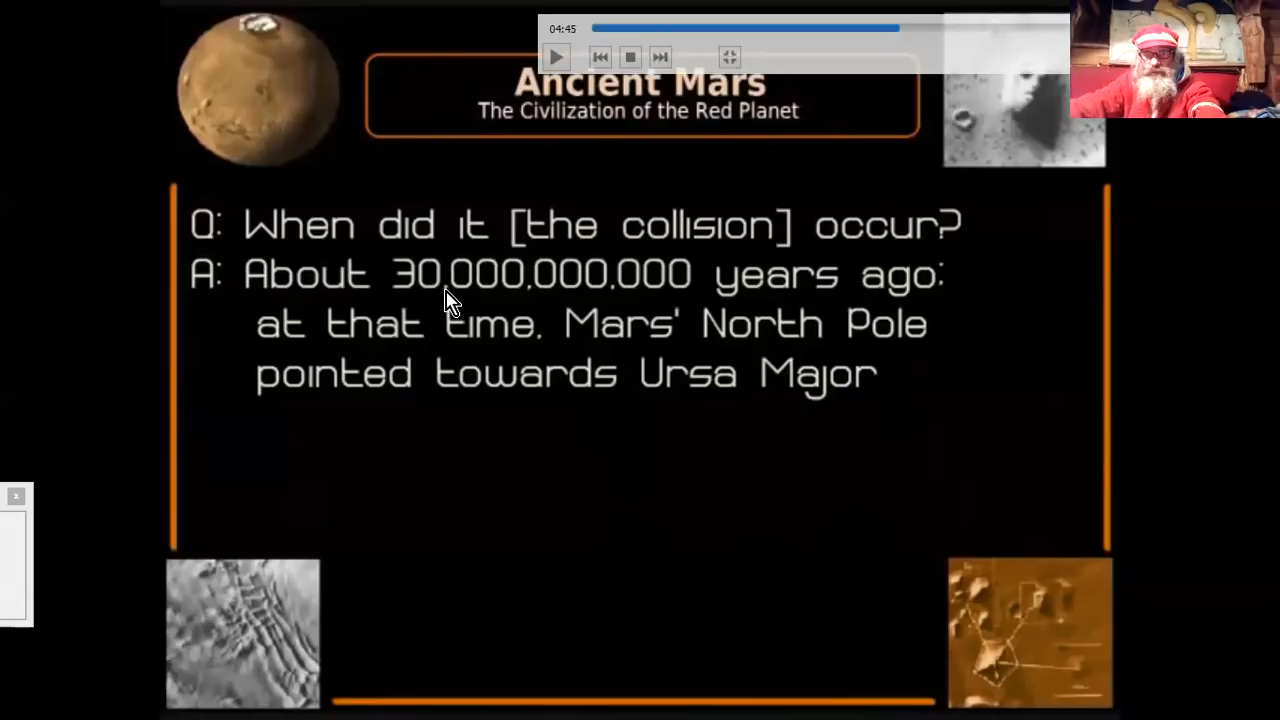 04:45
Ancient Mars
The Civilization of the Red Planet
Q: When did it [the collision] occur?
A: About 30,000,000,000 years ago:
at that time, Mars' North Pole
pointed towards Ursa Major
x